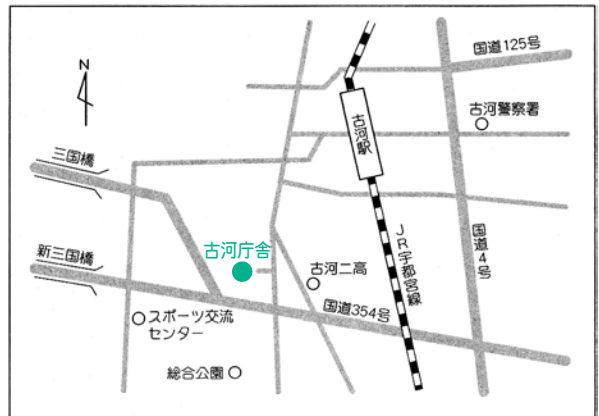 国道125号
N
古河警察署
古河駅
三国橋
JR宇都宮線
国道4号
新三国橋
古河庁舎
古河二高
国道354号
スポーツ交流
センター
総合公園